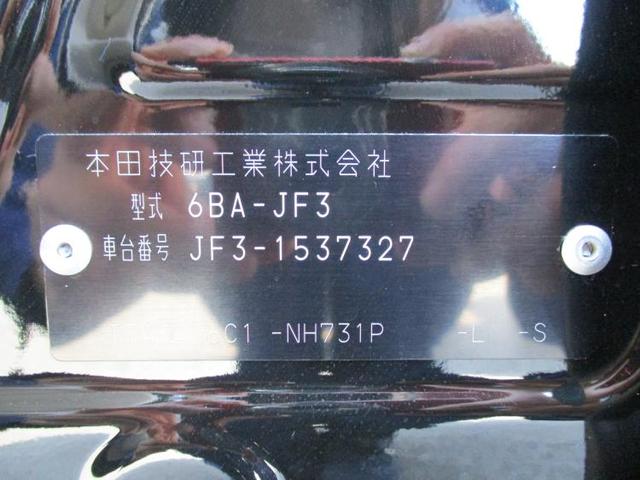 本田技研工業株式会社
型式 6BA-JF3
車台番号 JF3-1537327
-NH731P -L -S